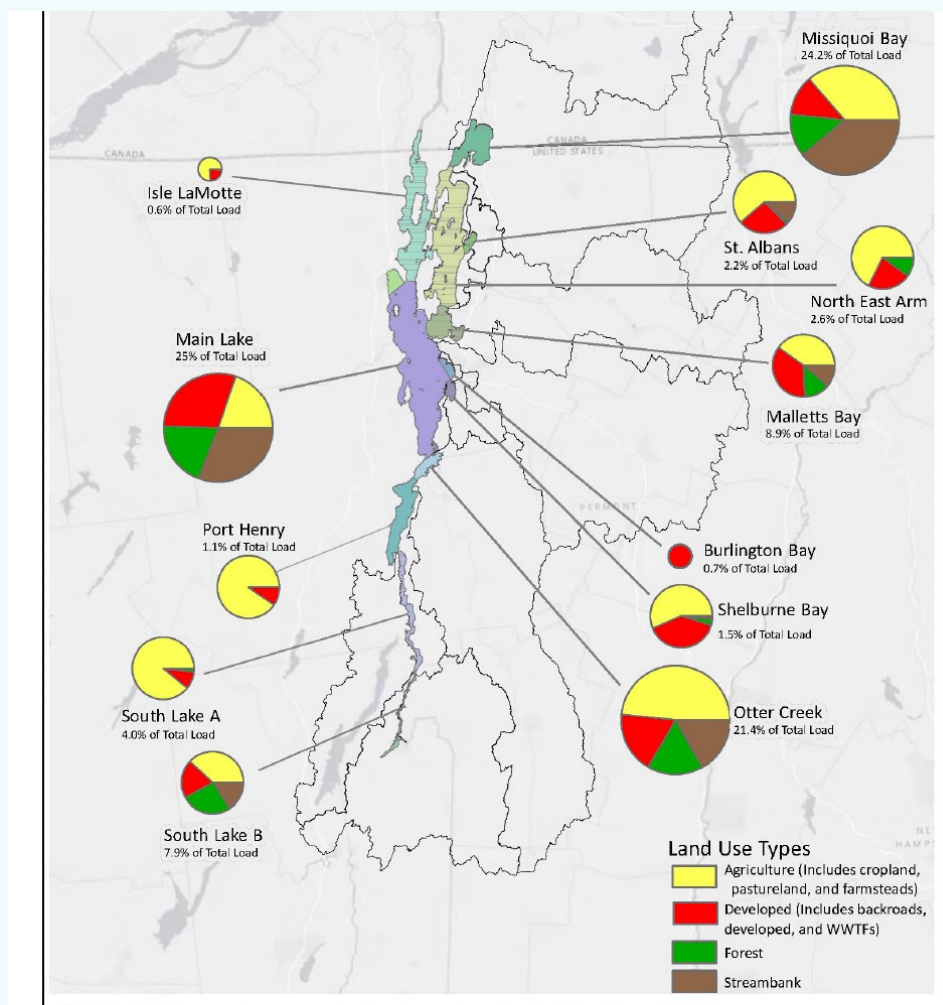 Missiquoi Bay
24.2% of Total Load
CANADA
CANADA
UNITED STATES
Isle LaMotte
0.6% of Total Load
St. Albans
2.2% of Total Load
North East Arm
2.6% of Total Load
Main Lake
25% of Total Load
Malletts Bay
8.9% of Total Load
VERMONT
Port Henry
1.1% of Total Load
Burlington Bay
0.7% of Total Load
Shelburne Bay
1.5% of Total Load
South Lake A
4.0% of Total Load
Otter Creek
21.4% of Total Load
South Lake B
7.9% of Total Load
NE
HAMP
Land Use Types
Agriculture (Includes cropland,
pastureland, and farmsteads)
Developed (Includes backroads,
developed, and WWTFs)
Forest
Streambank